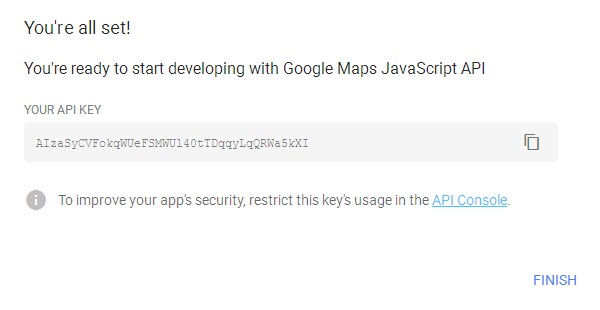 You're all set!
You're ready to start developing with Google Maps JavaScript API
YOUR API KEY
AIzaSyCVFokqWUeFSMWUl40tTDqqyLqQRWa5kXI
To improve your app's security, restrict this key's usage in the API Console.
FINISH